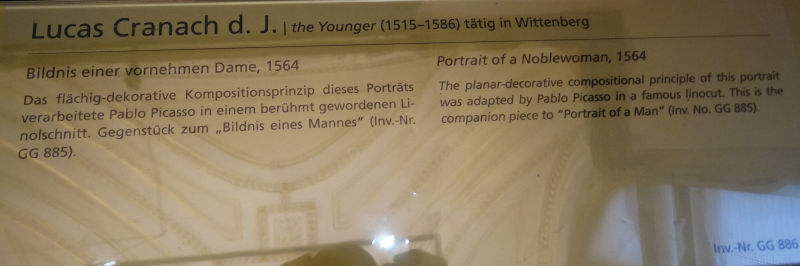 Lucas Cranach d. J. | the Younger (1515–1586) tätig in Wittenberg
Bildnis einer vornehmen Dame, 1564
Das flächig-dekorative Kompositionsprinzip dieses Porträts
verarbeitete Pablo Picasso in einem berühmt gewordenen Li-
nolschnitt. Gegenstück zum „Bildnis eines Mannes“ (Inv.-Nr.
GG 885).
Portrait of a Noblewoman, 1564
The planar-decorative compositional principle of this portrait
was adapted by Pablo Picasso in a famous linocut. This is the
companion piece to “Portrait of a Man” (Inv. No. GG 885).
Inv.-Nr. GG 886